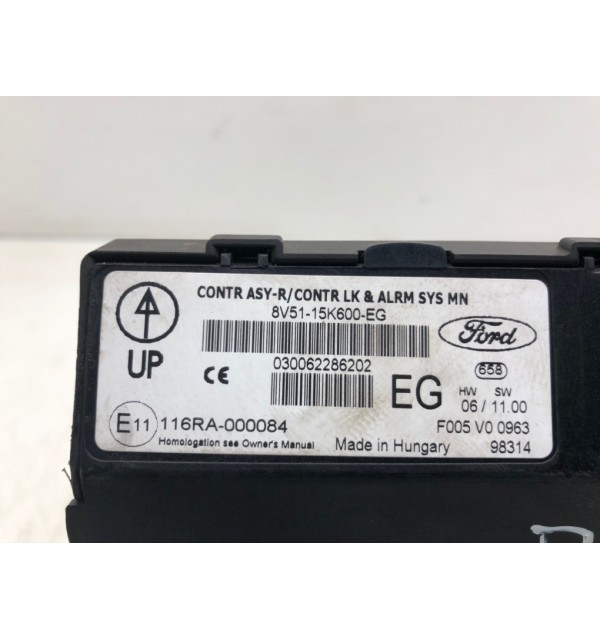 CONTR ASY-R/CONTR LK & ALRM SYS MN
8V51-15K600-EG
Ford
UP
CE
030062286202
EG
658
HW SW
06 / 11.00
E11 116RA-000084
F005 V0 0963
Homologation see Owner's Manual
Made in Hungary
98314